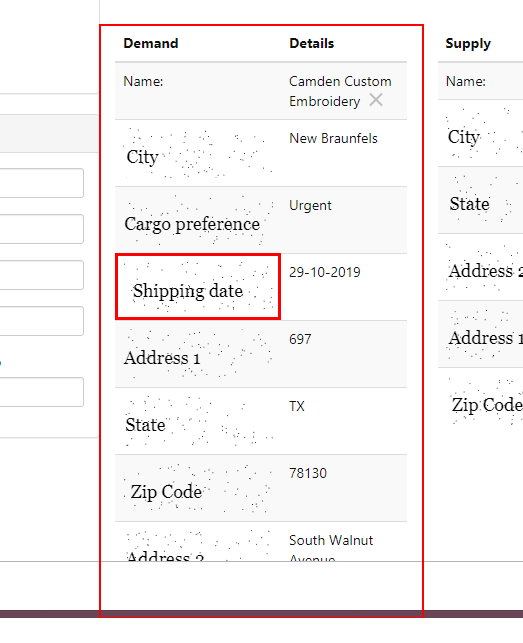 Demand Details Supply
Name: Camden Custom Name:
Embroidery
City New Braunfels City
Cargo preference Urgent State
Shipping date 29-10-2019 Address 2
Address 1 697 Address 1
State TX Zip Code
Zip Code 78130
Address 2 South Walnut
Avenue